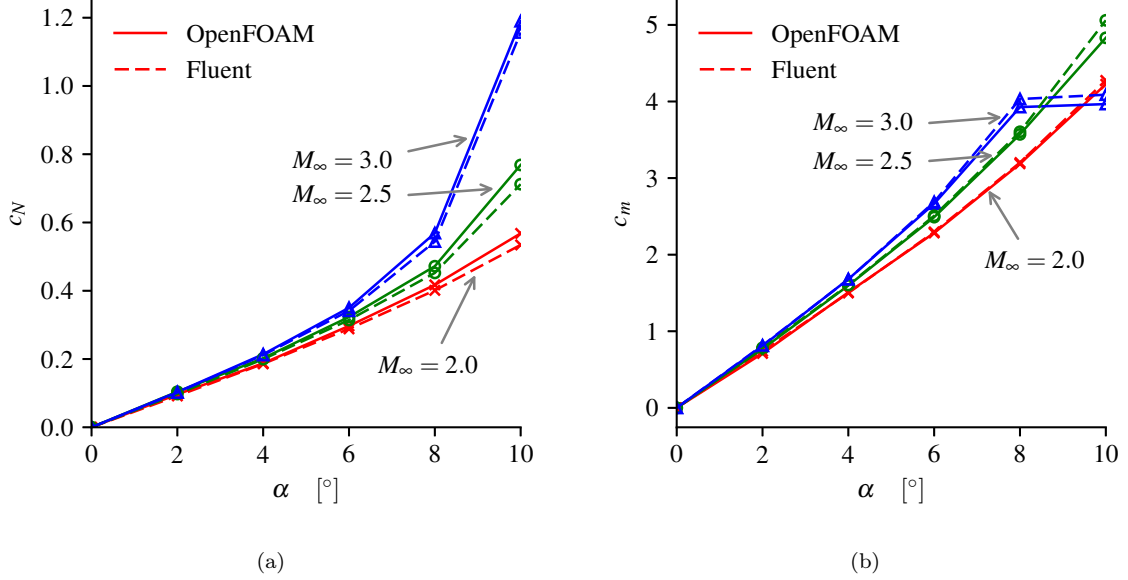 1.2
1.0
0.8
0.6
0.4
0.2
0.0
c_N
OpenFOAM
Fluent
M_∞ = 3.0
M_∞ = 2.5
M_∞ = 2.0
0 2 4 6 8 10
α [°]
(a)
5
4
3
2
1
0
c_m
OpenFOAM
Fluent
M_∞ = 3.0
M_∞ = 2.5
M_∞ = 2.0
0 2 4 6 8 10
α [°]
(b)